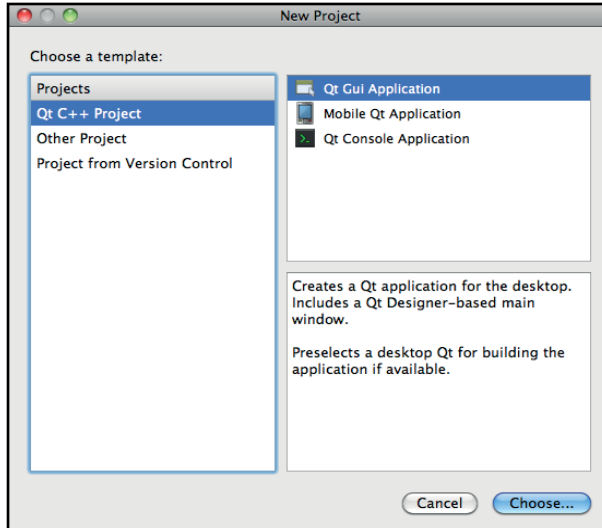 New Project
Choose a template:
Projects
Qt C++ Project
Other Project
Project from Version Control
Qt Gui Application
Mobile Qt Application
Qt Console Application
Creates a Qt application for the desktop.
Includes a Qt Designer-based main
window.
Preselects a desktop Qt for building the
application if available.
Cancel
Choose...